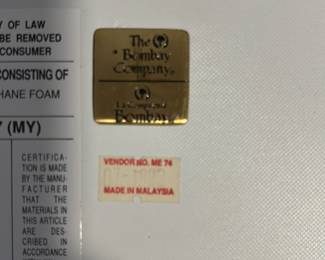 Y OF LAW
BE REMOVED
CONSUMER
CONSISTING OF
HANE FOAM
(MY)
CERTIFICA-
TION IS MADE
BY THE MANU-
FACTURER
THAT THE
MATERIALS IN
THIS ARTICLE
ARE DES-
CRIBED IN
ACCORDANCE
The
Bombay
Company®
La Compagnie
Bombay
VENDOR NO. ME 74
MADE IN MALAYSIA